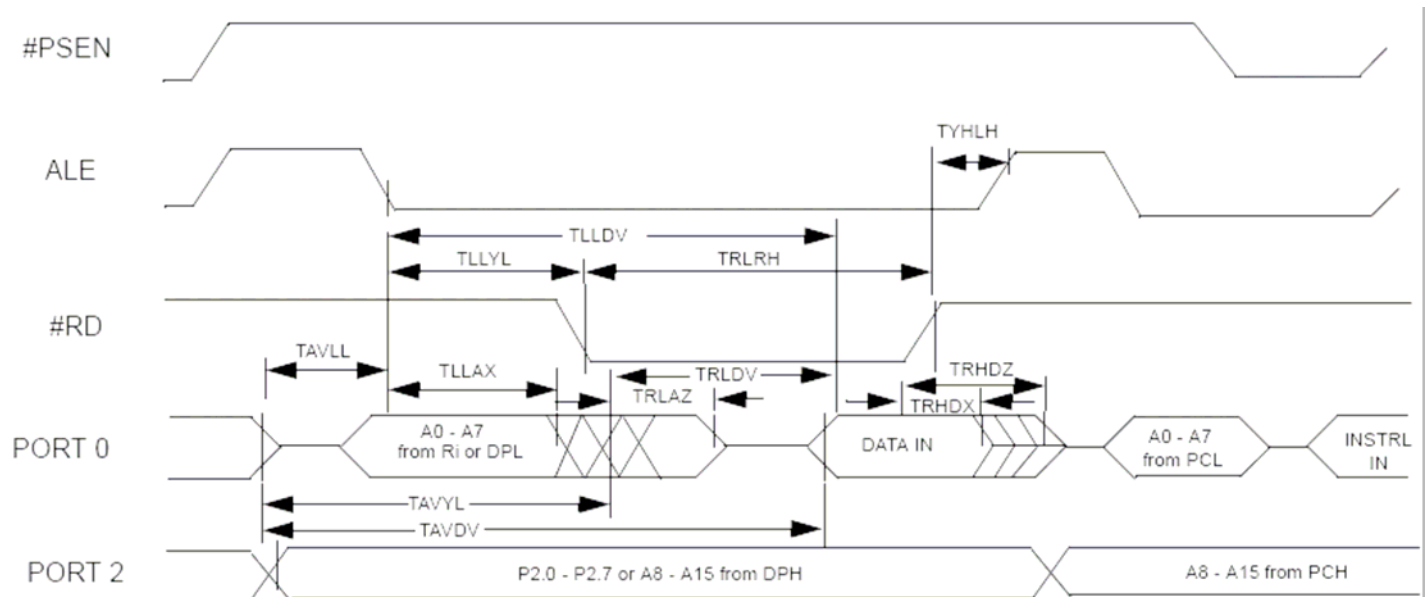 #PSEN
TYHLH
ALE
TLLDV
TLLYL
TRLRH
#RD
TAVLL
TLLAX
TRLDV
TRHDZ
TRLAZ
TRHDX
PORT 0
A0 - A7
from Ri or DPL
DATA IN
A0 - A7
from PCL
INSTRL
IN
TAVYL
TAVDV
PORT 2
P2.0 - P2.7 or A8 - A15 from DPH
A8 - A15 from PCH